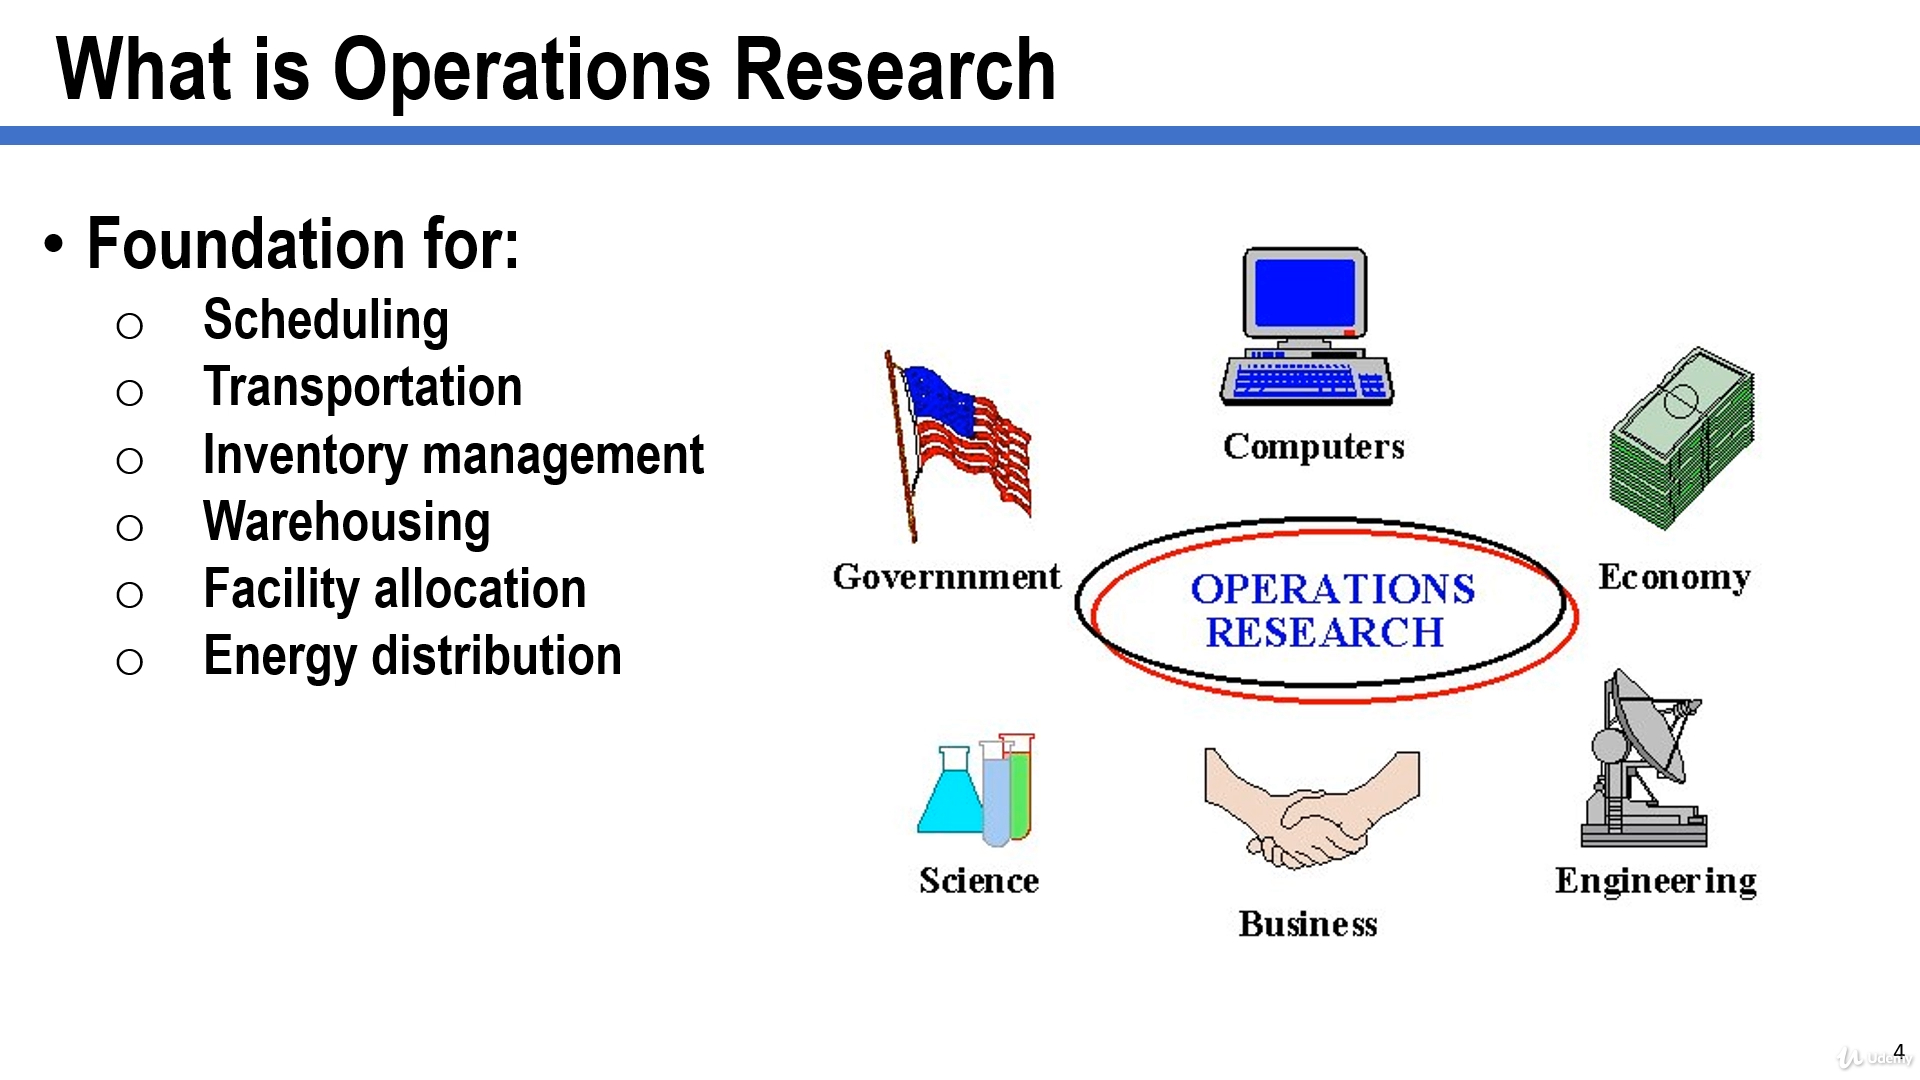 What is Operations Research
• Foundation for:
o Scheduling
o Transportation
o Inventory management
o Warehousing
o Facility allocation
o Energy distribution
Computers
Governnment
Economy
OPERATIONS
RESEARCH
Science
Business
Engineering
4
Udemy